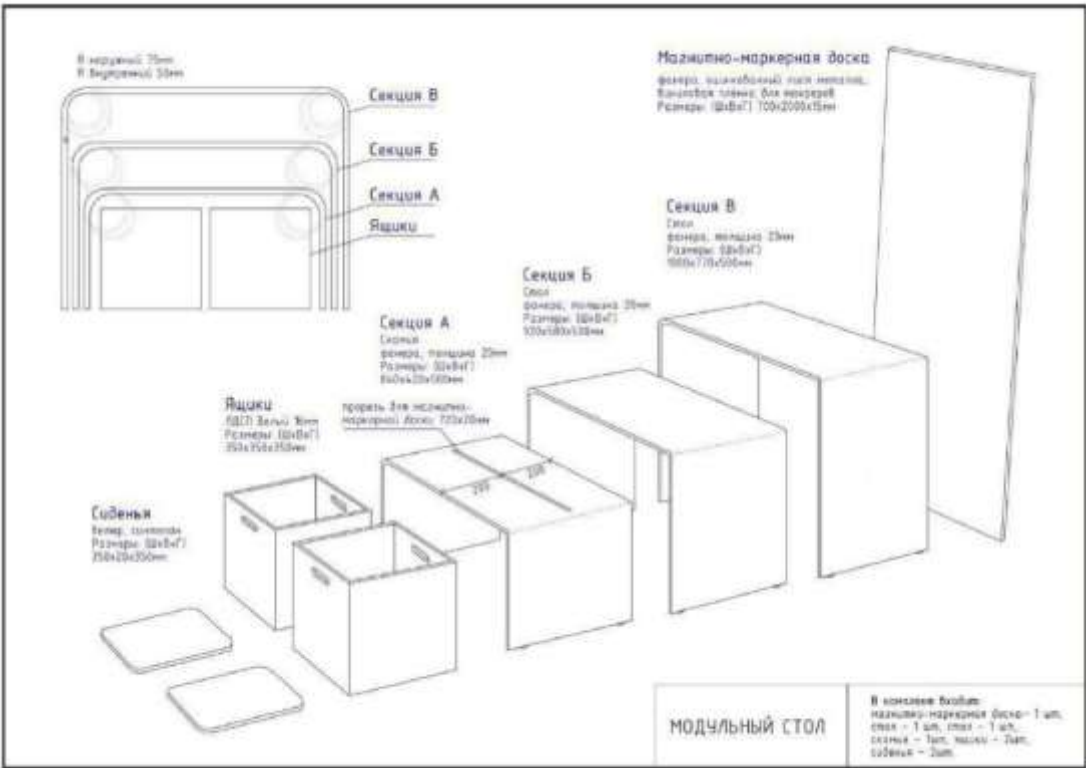 R наружный 75мм
R Внутренний 50мм
Секция В
Секция Б
Секция А
Ящики
Магнитно-маркерная доска
фанера, оцинкованный лист металла,
Виниловая пленка для маркеров
Размеры: (ШхВхГ) 700х2000х15мм
Секция В
Стол
фанера, толщина 20мм
Размеры: (ШхВхГ)
1000х770х500мм
Секция Б
Стол
фанера, толщина 20мм
Размеры: (ШхВхГ)
Секция А
Скамья
фанера, толщина 20мм
Размеры: (ШхВхГ)
Ящики
ЛДСП Белый 16мм
Размеры: (ШхВхГ)
350х350х350мм
прорезь для магнитно-
маркерной доски 720х20мм
200
200
Сиденья
Размеры: (ШхВхГ)
350х20х350мм
МОДУЛЬНЫЙ СТОЛ
В комплект входит:
магнитно-маркерная доска - 1 шт,
стол - 1 шт, стол - 1 шт,
скамья - 1шт, ящики - 2шт,
сиденья - 2шт.